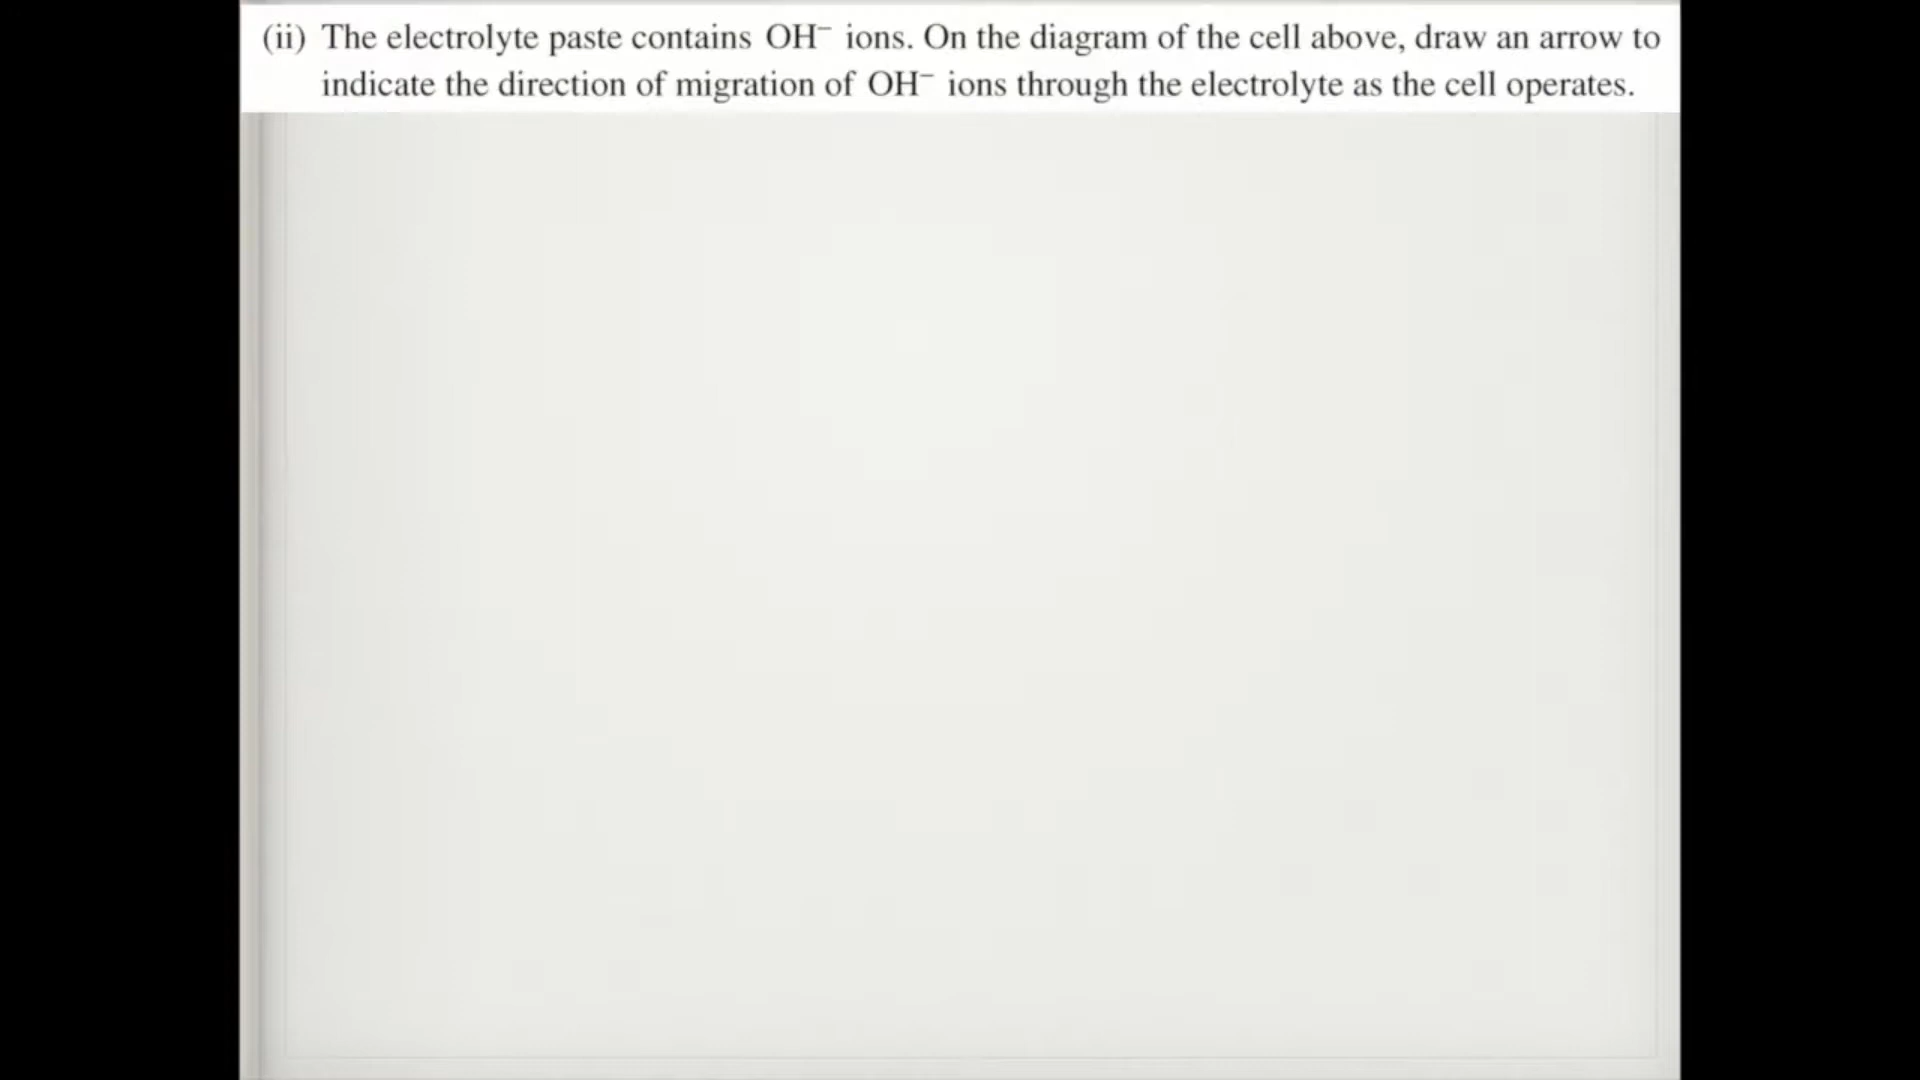 (ii) The electrolyte paste contains OH⁻ ions. On the diagram of the cell above, draw an arrow to
indicate the direction of migration of OH⁻ ions through the electrolyte as the cell operates.